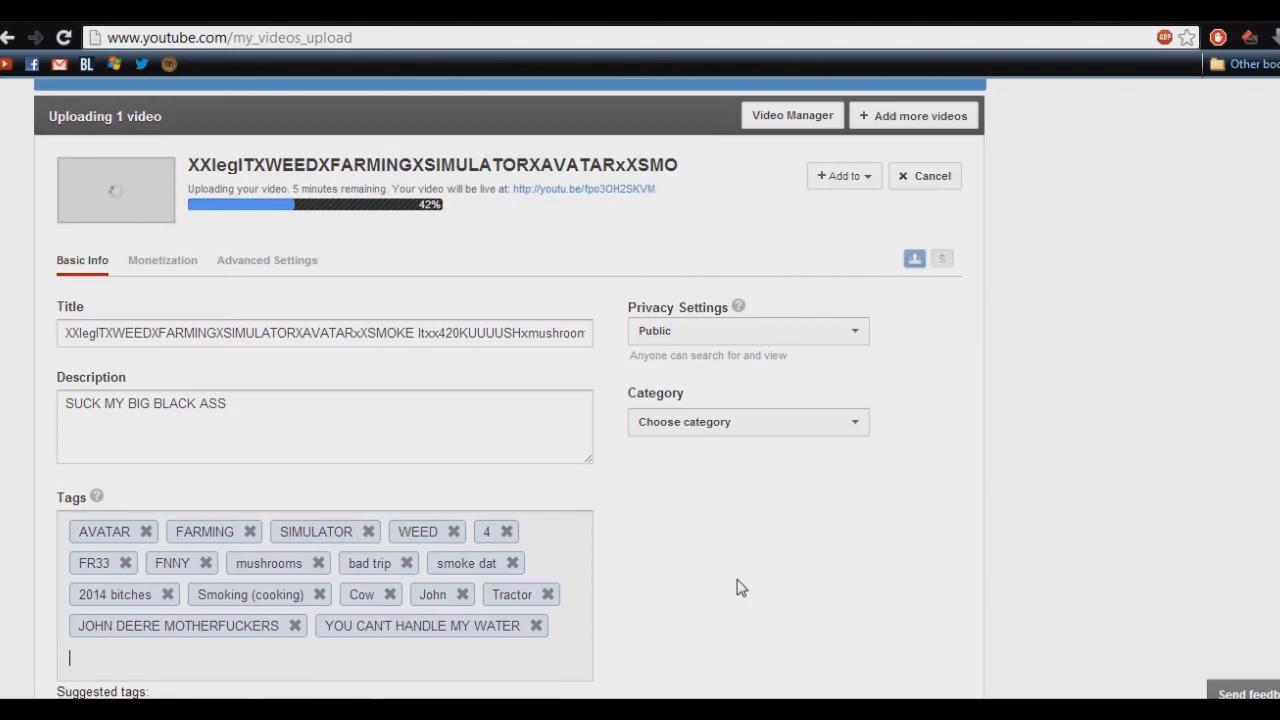 www.youtube.com/my_videos_upload
ABP
BL
Other boo
Uploading 1 video
Video Manager
+ Add more videos
XXlegITXWEEDXFARMINGXSIMULATORXAVATARxXSMO
Uploading your video. 5 minutes remaining. Your video will be live at: http://youtu.be/fpo3OH2SKVM
42%
+ Add to
Cancel
Basic Info
Monetization
Advanced Settings
Title
XXlegITXWEEDXFARMINGXSIMULATORXAVATARxXSMOKE Itxx420KUUUUSHxmushroom
Description
SUCK MY BIG BLACK ASS
Privacy Settings ?
Public
Anyone can search for and view
Category
Choose category
Tags ?
AVATAR FARMING SIMULATOR WEED 4
FR33 FNNY mushrooms bad trip smoke dat
2014 bitches Smoking (cooking) Cow John Tractor
JOHN DEERE MOTHERFUCKERS YOU CAN'T HANDLE MY WATER
Suggested tags:
Send feedb